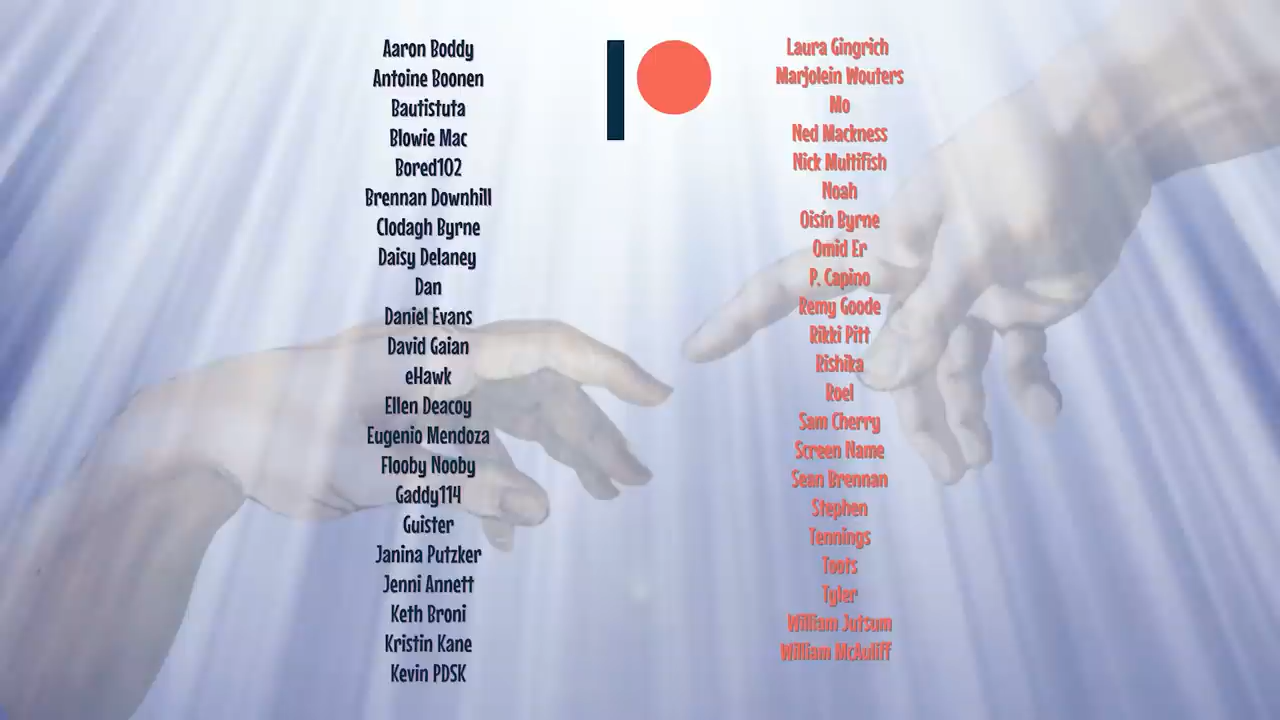 Aaron Boddy
Antoine Boonen
Bautistuta
Blowie Mac
Bored102
Brennan Downhill
Clodagh Byrne
Daisy Delaney
Dan
Daniel Evans
David Gaian
eHawk
Ellen Deacoy
Eugenio Mendoza
Flooby Nooby
Gaddy114
Guister
Janina Putzker
Jenni Annett
Keth Broni
Kristin Kane
Kevin PDSK
Laura Gingrich
Marjolein Wouters
Mo
Ned Mackness
Nick Multifish
Noah
Oisín Byrne
Omid Er
P. Capino
Remy Goode
Rikki Pitt
Rishika
Roel
Sam Cherry
Screen Name
Sean Brennan
Stephen
Tennings
Toots
Tyler
William Jutsum
William McAuliff